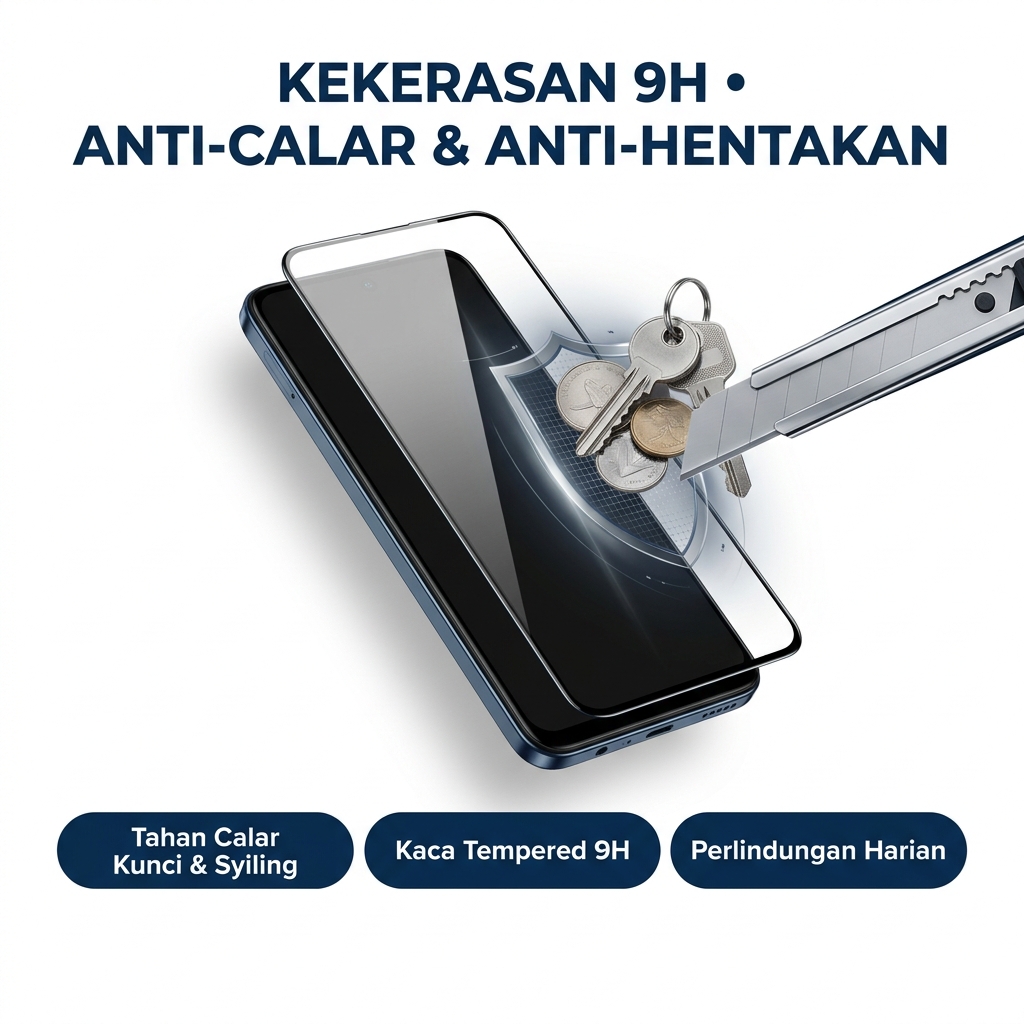 KEKERASAN 9H •
ANTI-CALAR & ANTI-HENTAKAN
Tahan Calar
Kunci & Syiling
Kaca Tempered 9H
Perlindungan Harian